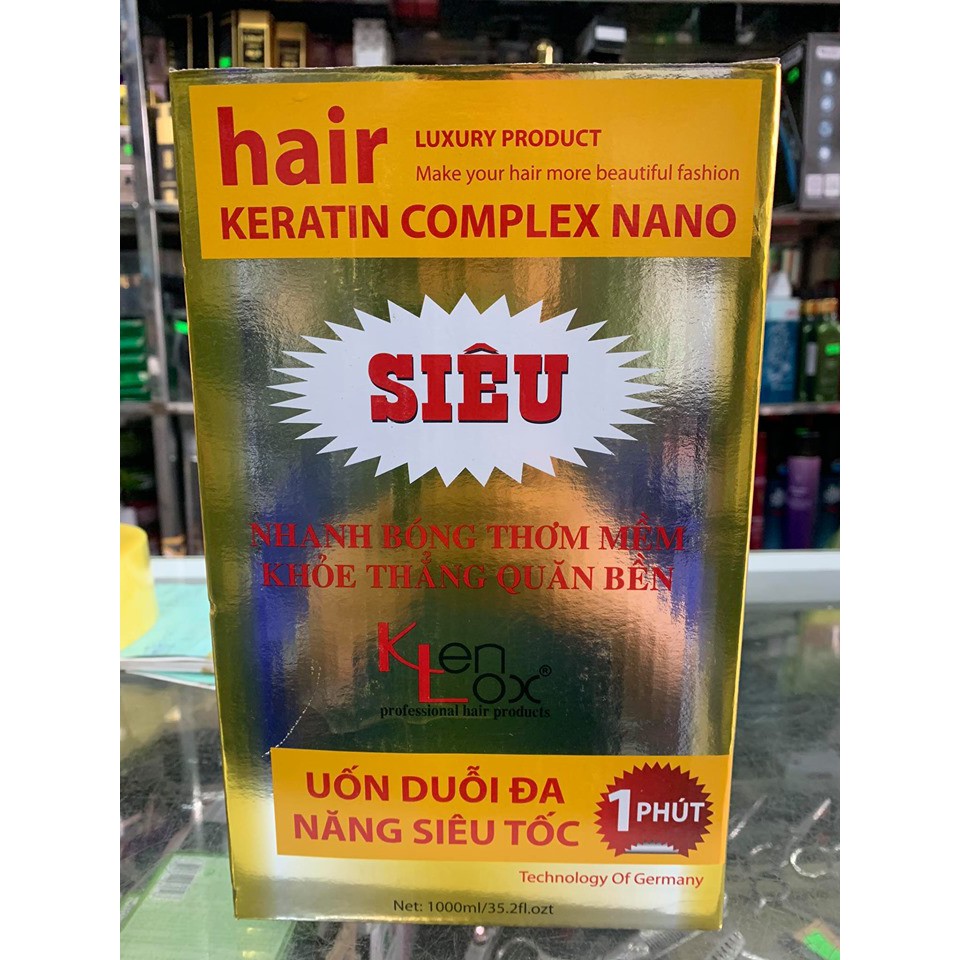 hair
LUXURY PRODUCT
Make your hair more beautiful fashion
KERATIN COMPLEX NANO
SIÊU
NHANH BÓNG THƠM MỀM
KHỎE THẲNG QUĂN BỀN
KLen
Lox®
professional hair products
UỐN DUỖI ĐA
NĂNG SIÊU TỐC
1 PHÚT
Technology Of Germany
Net: 1000ml/35.2fl.ozt